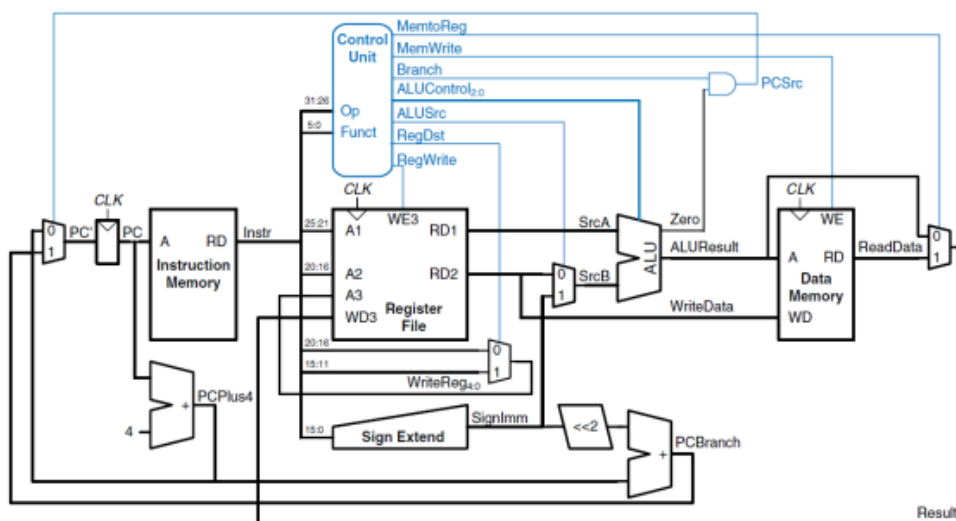 MemtoReg
Control
Unit
MemWrite
Branch
ALUControl2:0
PCSrc
31:26
Op
ALUSrc
5:0
Funct
RegDst
RegWrite
CLK
CLK
CLK
0
1
PC'
PC
A RD
Instruction
Memory
Instr
25:21
A1
WE3
RD1
SrcA
Zero
ALU
ALUResult
WE
ReadData
0
1
20:16
A2
RD2
0
1
SrcB
A RD
Data
Memory
A3
WD3
Register
File
WriteData
WD
20:16
15:11
0
1
WriteReg4:0
PCPlus4
+
4
15:0
Sign Extend
SignImm
<<2
+
PCBranch
Result